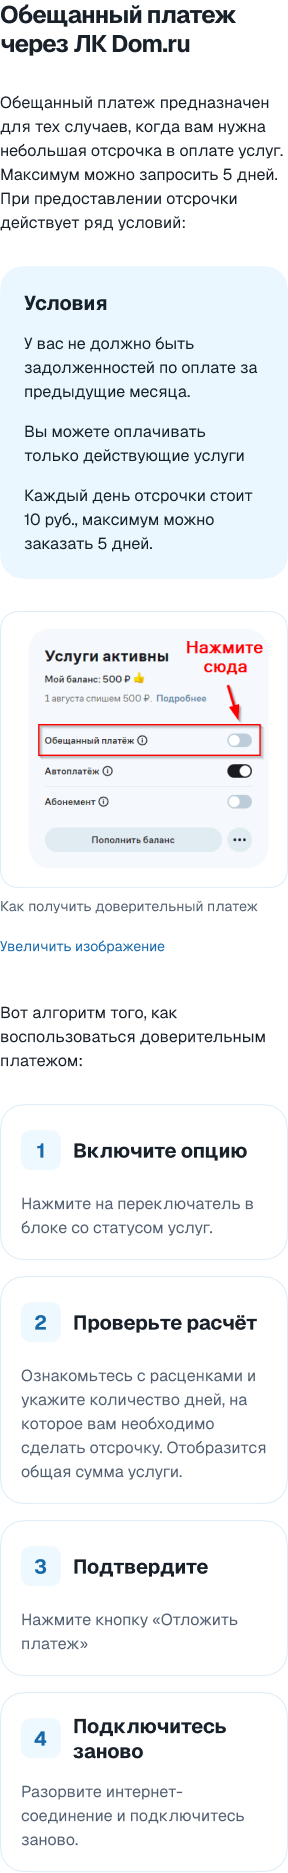 Обещанный платеж
через ЛК Dom.ru
Обещанный платеж предназначен
для тех случаев, когда вам нужна
небольшая отсрочка в оплате услуг.
Максимум можно запросить 5 дней.
При предоставлении отсрочки
действует ряд условий:
Условия
У вас не должно быть
задолженностей по оплате за
предыдущие месяца.
Вы можете оплачивать
только действующие услуги
Каждый день отсрочки стоит
10 руб., максимум можно
заказать 5 дней.
Нажмите
сюда
Услуги активны
Мой баланс: 500 ₽ 👍
1 августа спишем 500 ₽. Подробнее
Обещанный платёж
Автоплатёж
Абонемент
Пополнить баланс
Как получить доверительный платеж
Увеличить изображение
Вот алгоритм того, как
воспользоваться доверительным
платежом:
1 Включите опцию
Нажмите на переключатель в
блоке со статусом услуг.
2 Проверьте расчёт
Ознакомьтесь с расценками и
укажите количество дней, на
которое вам необходимо
сделать отсрочку. Отобразится
общая сумма услуги.
3 Подтвердите
Нажмите кнопку «Отложить
платеж»
4 Подключитесь
заново
Разорвите интернет-
соединение и подключитесь
заново.